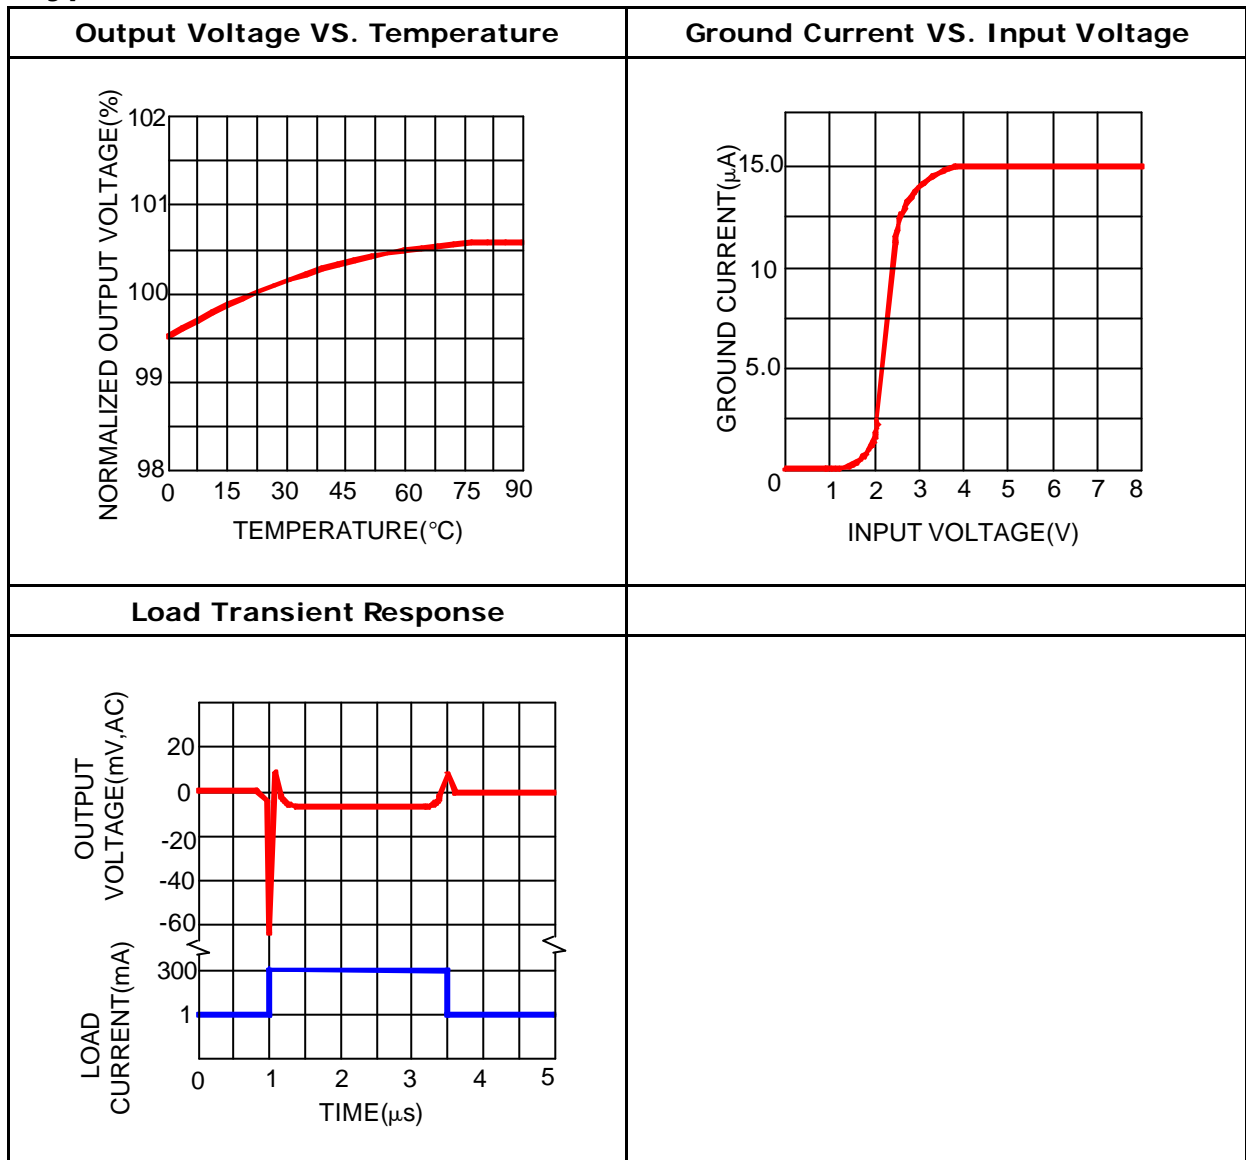 Output Voltage VS. Temperature
Ground Current VS. Input Voltage
NORMALIZED OUTPUT VOLTAGE(%)
102
101
100
99
98
0 15 30 45 60 75 90
TEMPERATURE(°C)
GROUND CURRRENT(μA)
15.0
10
5.0
0
1 2 3 4 5 6 7 8
INPUT VOLTAGE(V)
Load Transient Response
OUTPUT
VOLTAGE(mV,AC)
20
0
-20
-40
-60
LOAD
CURRENT(mA)
300
1
0 1 2 3 4 5
TIME(μs)